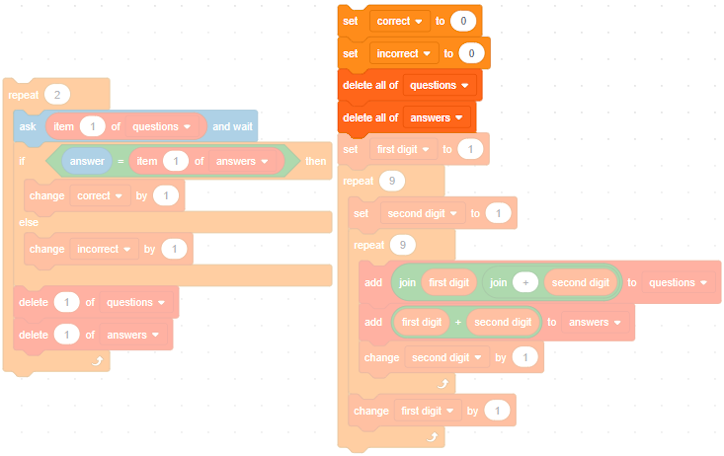 repeat 2
ask item 1 of questions and wait
if answer = item 1 of answers then
change correct by 1
else
change incorrect by 1
delete 1 of questions
delete 1 of answers
set correct to 0
set incorrect to 0
delete all of questions
delete all of answers
set first digit to 1
repeat 9
set second digit to 1
repeat 9
add join first digit join + second digit to questions
add first digit + second digit to answers
change second digit by 1
change first digit by 1